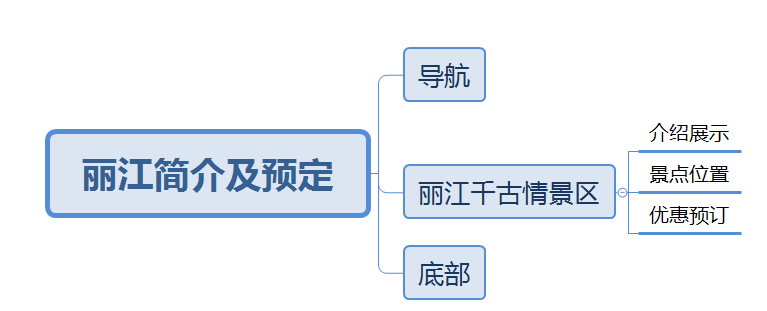 丽江简介及预定
导航
丽江千古情景区
介绍展示
景点位置
优惠预订
底部